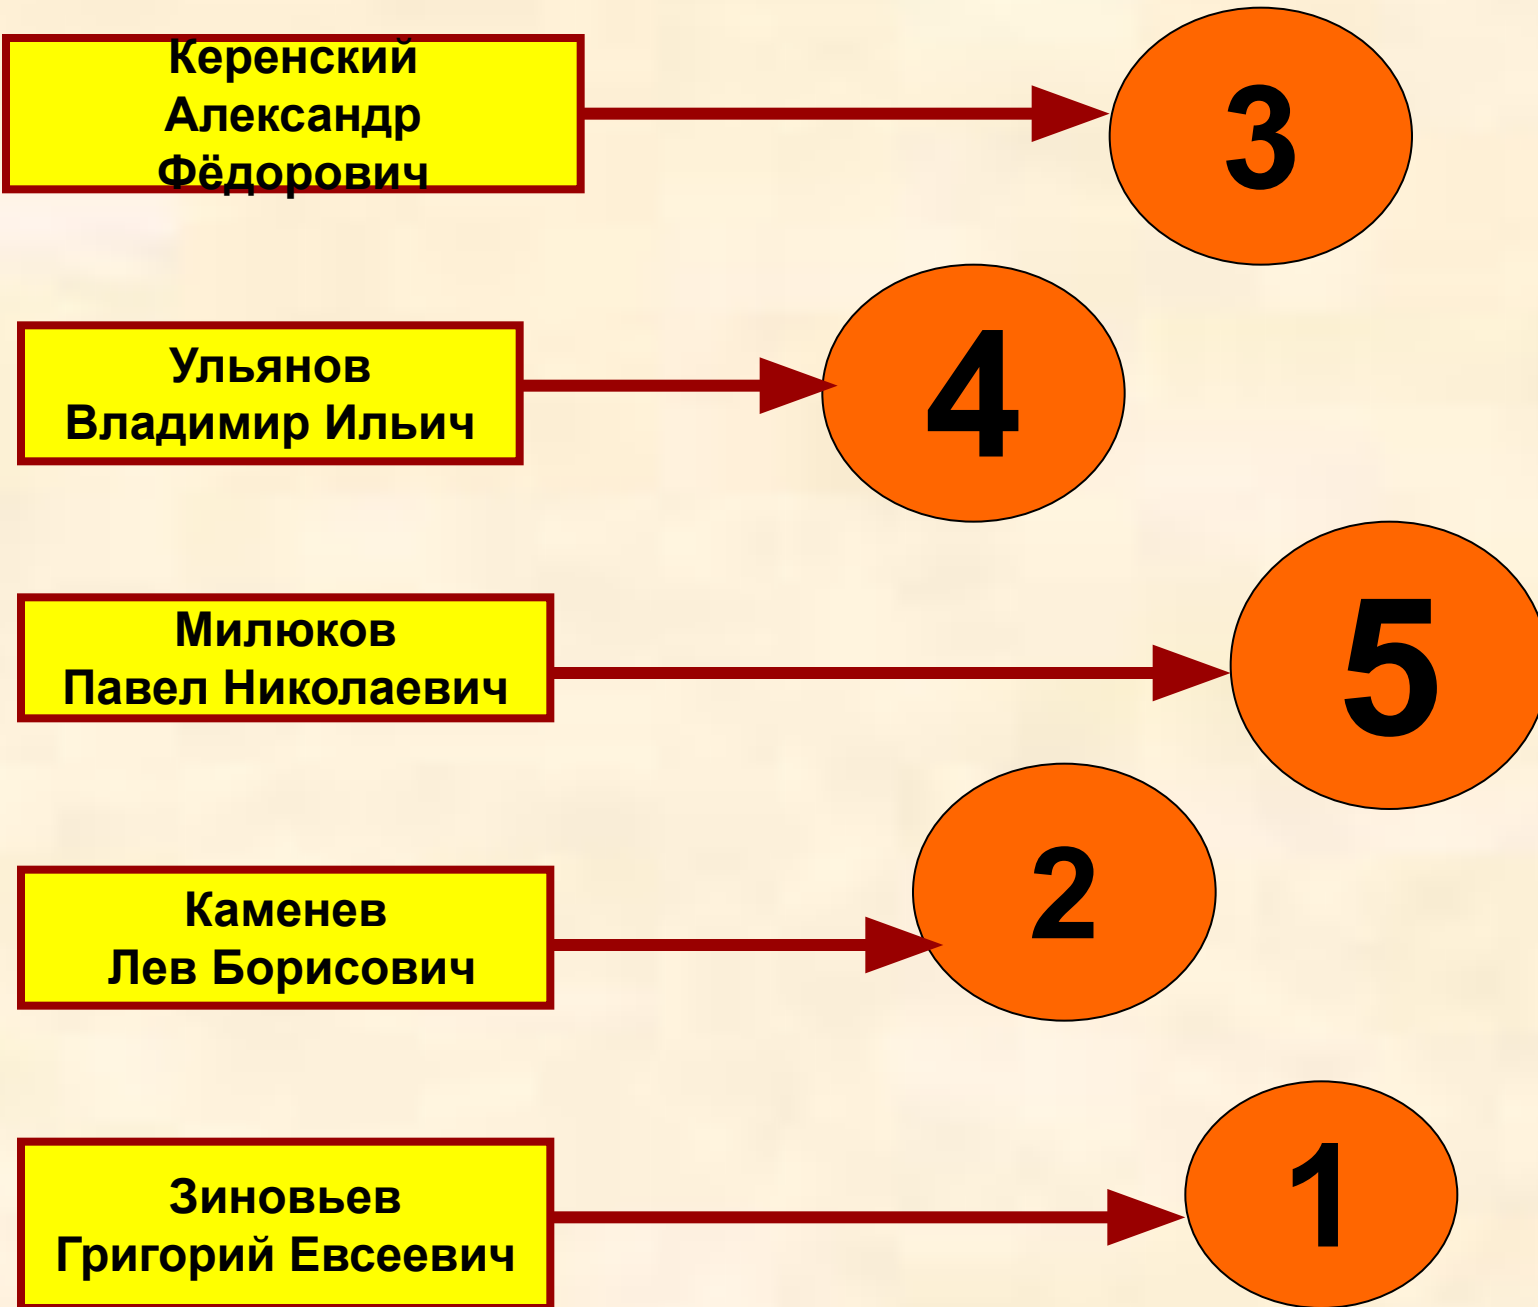 Керенский
Александр
Фёдорович
3
Ульянов
Владимир Ильич
4
Милюков
Павел Николаевич
5
Каменев
Лев Борисович
2
Зиновьев
Григорий Евсеевич
1